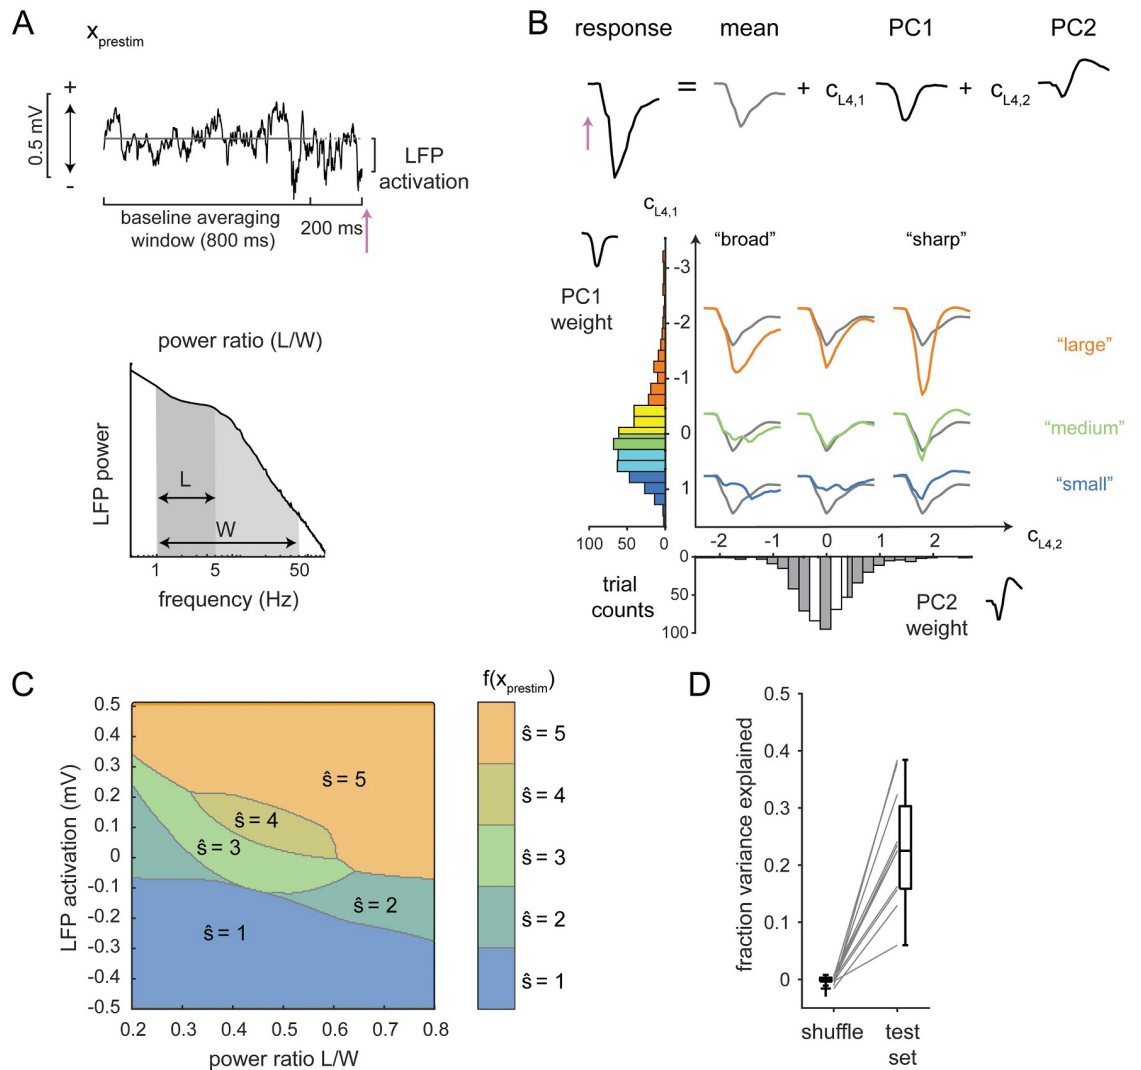 A
x_prestim
+
0.5 mV
-
LFP
activation
baseline averaging
window (800 ms)
200 ms
power ratio (L/W)
LFP power
L
W
1 5 50
frequency (Hz)
B
response mean PC1 PC2
= + c_L4,1 + c_L4,2
c_L4,1
PC1
weight
-3
-2
-1
0
1
100 50 0
trial
counts
"broad" "sharp"
"large"
"medium"
"small"
-2 -1 0 1 2
c_L4,2
0
50
100
PC2
weight
C
LFP activation (mV)
0.5
0.4
0.3
0.2
0.1
0
-0.1
-0.2
-0.3
-0.4
-0.5
0.2 0.3 0.4 0.5 0.6 0.7 0.8
power ratio L/W
ŝ = 5
ŝ = 4
ŝ = 3
ŝ = 2
ŝ = 1
f(x_prestim)
ŝ = 5
ŝ = 4
ŝ = 3
ŝ = 2
ŝ = 1
D
fraction variance explained
0.5
0.4
0.3
0.2
0.1
0
shuffle test
set